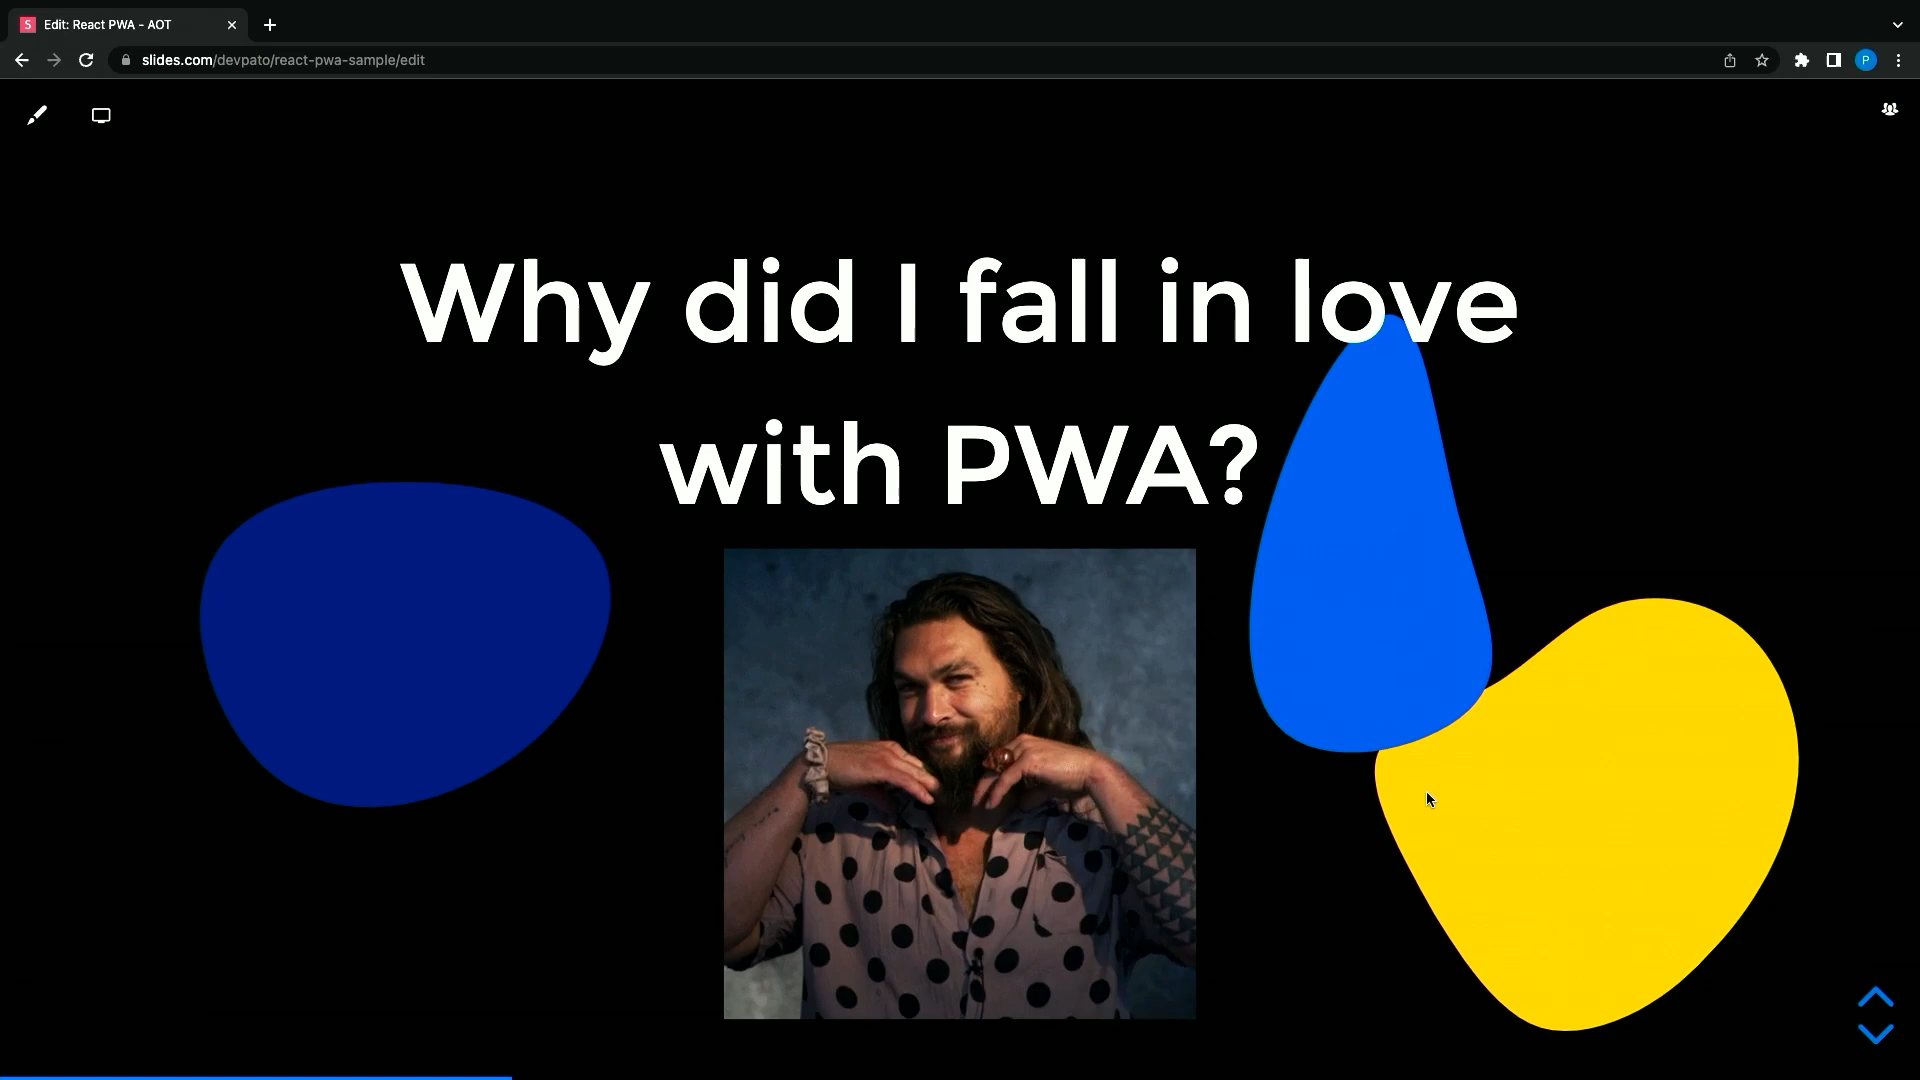 S Edit: React PWA - AOT
slides.com/devpato/react-pwa-sample/edit
P
Why did I fall in love
with PWA?